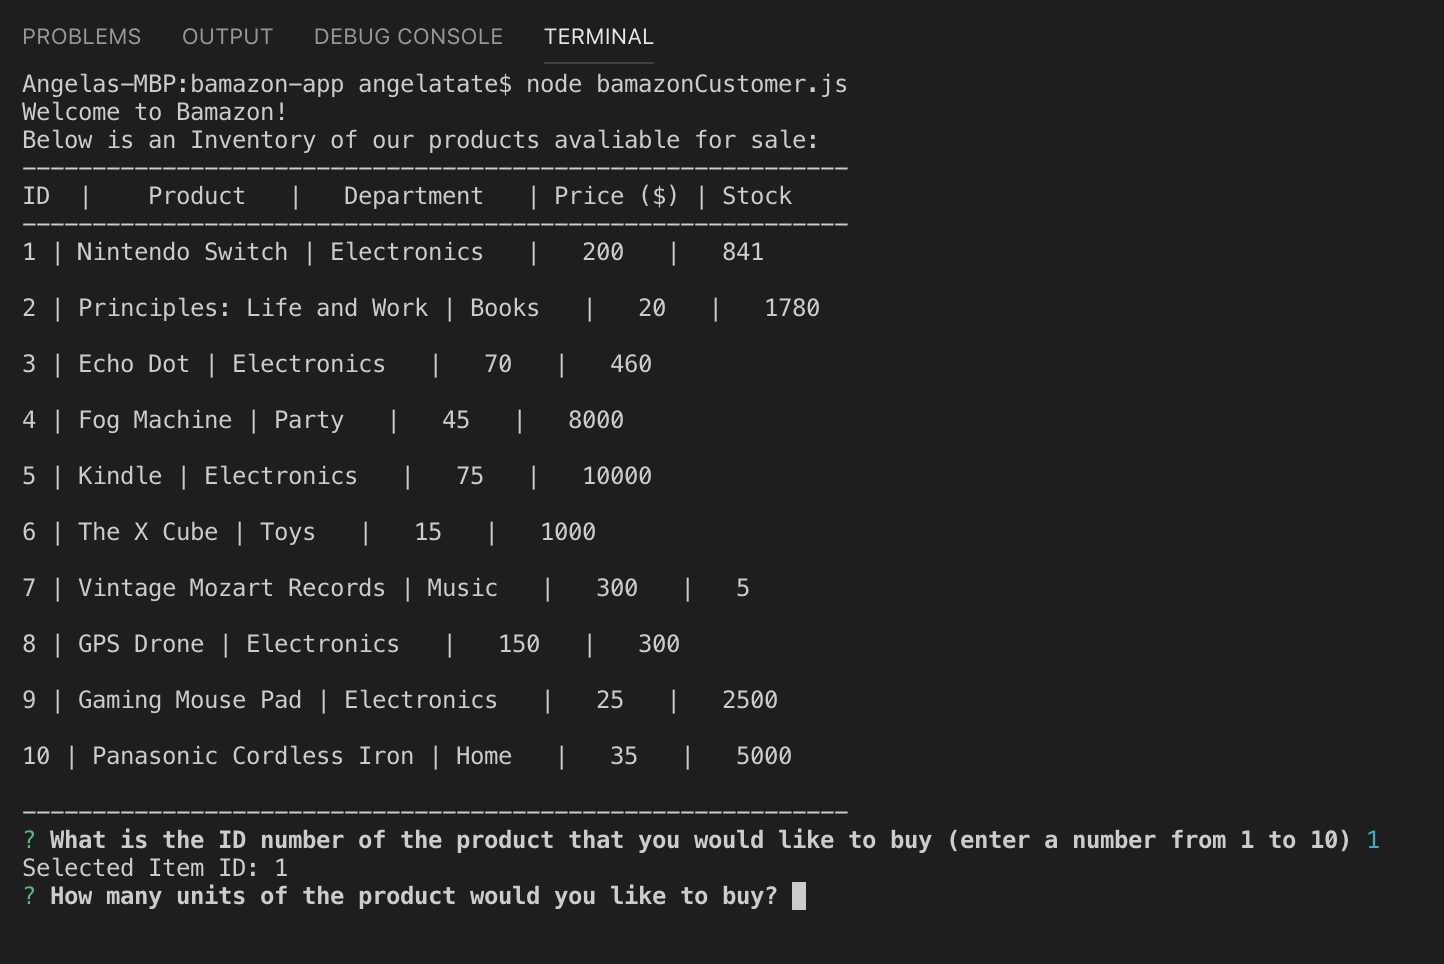 PROBLEMS OUTPUT DEBUG CONSOLE TERMINAL
Angelas-MBP:bamazon-app angelatate$ node bamazonCustomer.js
Welcome to Bamazon!
Below is an Inventory of our products avaliable for sale:
-----------------------------------------------------------
ID  |    Product   |   Department   | Price ($) | Stock
-----------------------------------------------------------
1 | Nintendo Switch | Electronics   |   200   |   841
2 | Principles: Life and Work | Books   |   20   |   1780
3 | Echo Dot | Electronics   |   70   |   460
4 | Fog Machine | Party   |   45   |   8000
5 | Kindle | Electronics   |   75   |   10000
6 | The X Cube | Toys   |   15   |   1000
7 | Vintage Mozart Records | Music   |   300   |   5
8 | GPS Drone | Electronics   |   150   |   300
9 | Gaming Mouse Pad | Electronics   |   25   |   2500
10 | Panasonic Cordless Iron | Home   |   35   |   5000
-----------------------------------------------------------
? What is the ID number of the product that you would like to buy (enter a number from 1 to 10) 1
Selected Item ID: 1
? How many units of the product would you like to buy?